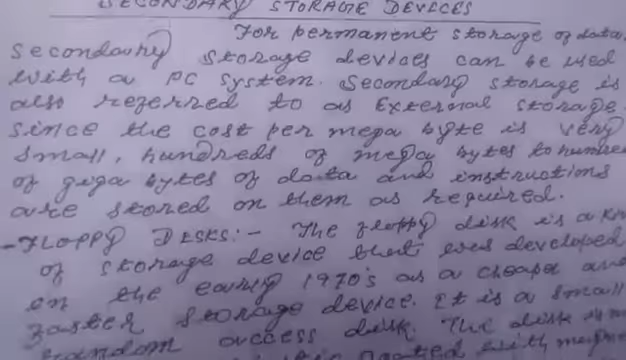 SECONDARY STORAGE DEVICES
For permanent storage of data,
secondary storage devices can be used
with a PC system. Secondary storage is
also referred to as External storage.
Since the cost per mega byte is very
small, hundreds of mega bytes to
of giga bytes of data and instructions
are stored on them as required.
- FLOPPY DISKS:- The floppy disk is a
of storage device that was developed
in the early 1970's as a cheaper and
faster storage device. It is a small
random access disk. The disk is
coated with